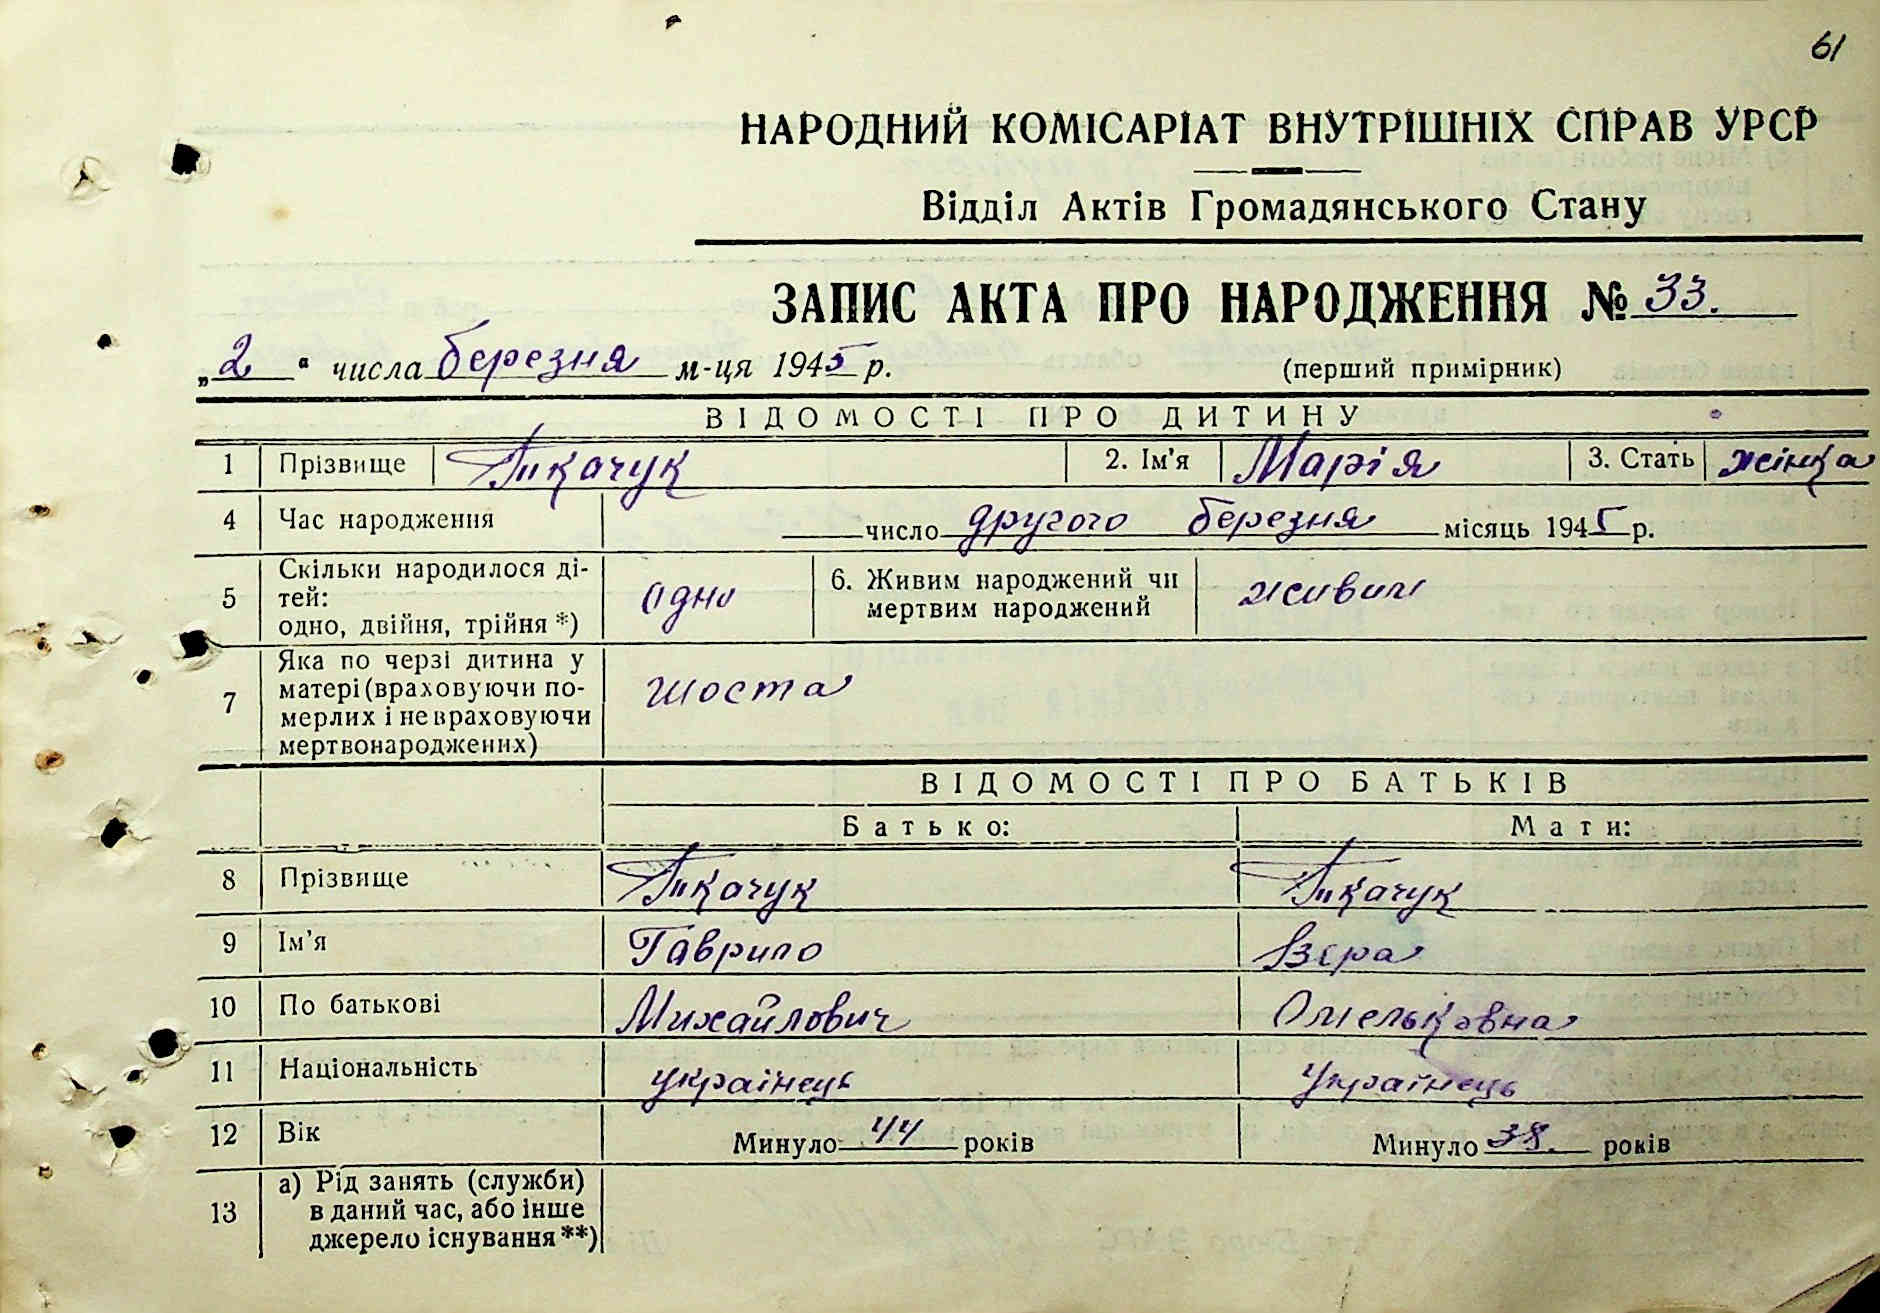 61
НАРОДНИЙ КОМІСАРІАТ ВНУТРІШНІХ СПРАВ УРСР
Відділ Актів Громадянського Стану
ЗАПИС АКТА ПРО НАРОДЖЕННЯ № 33.
„2“ числа березня м-ця 1945 р. (перший примірник)
ВІДОМОСТІ ПРО ДИТИНУ
1 Прізвище Ткачук 2. Ім'я Марія 3. Стать жінка
4 Час народження число другого березня місяць 1945 р.
5 Скільки народилося ді-
тей:
одно, двійня, трійня *) одно 6. Живим народжений чи
мертвим народжений живим
7 Яка по черзі дитина у
матері (враховуючи по-
мерлих і не враховуючи
мертвонароджених) шоста
ВІДОМОСТІ ПРО БАТЬКІВ
Батько: Мати:
8 Прізвище Ткачук Ткачук
9 Ім'я Гаврило Вєра
10 По батькові Михайлович Омельковна
11 Національність українець Українець
12 Вік Минуло 44 років Минуло 38. років
13 а) Рід занять (служби)
в даний час, або інше
джерело існування **)